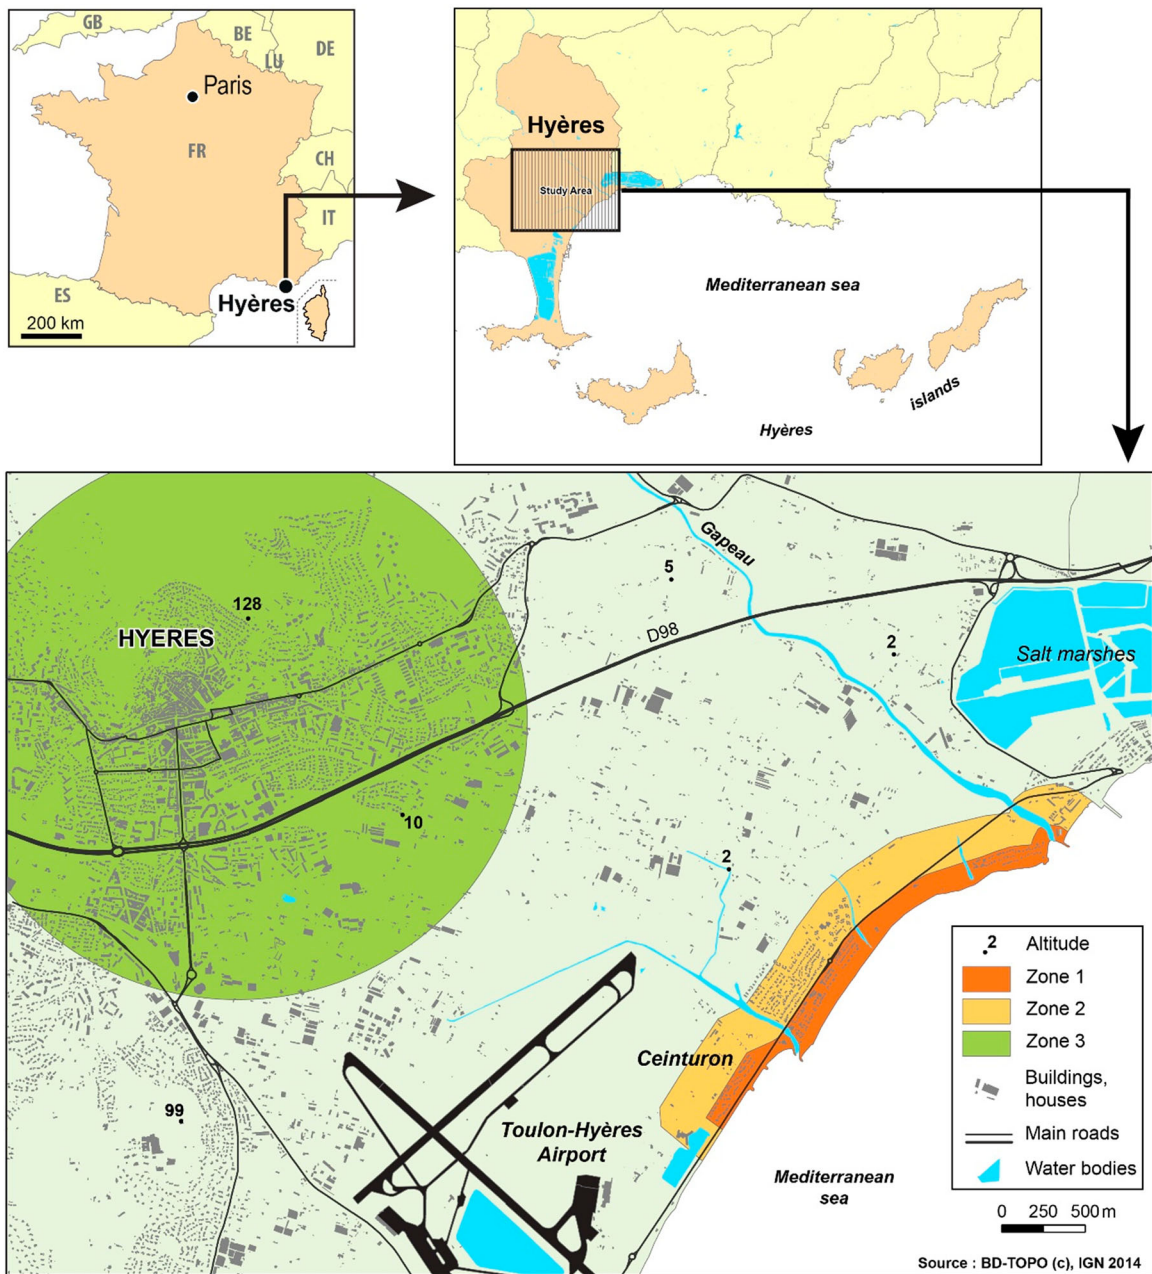 GB
BE
DE
LU
Paris
FR
CH
IT
ES
Hyères
200 km
Hyères
Study Area
Mediterranean sea
islands
Hyères
Gapeau
5
128
HYERES
D98
2
Salt marshes
10
2
Ceinturon
99
Toulon-Hyères
Airport
Mediterranean
sea
2 Altitude
Zone 1
Zone 2
Zone 3
Buildings,
houses
Main roads
Water bodies
0 250 500 m
Source : BD-TOPO (c), IGN 2014